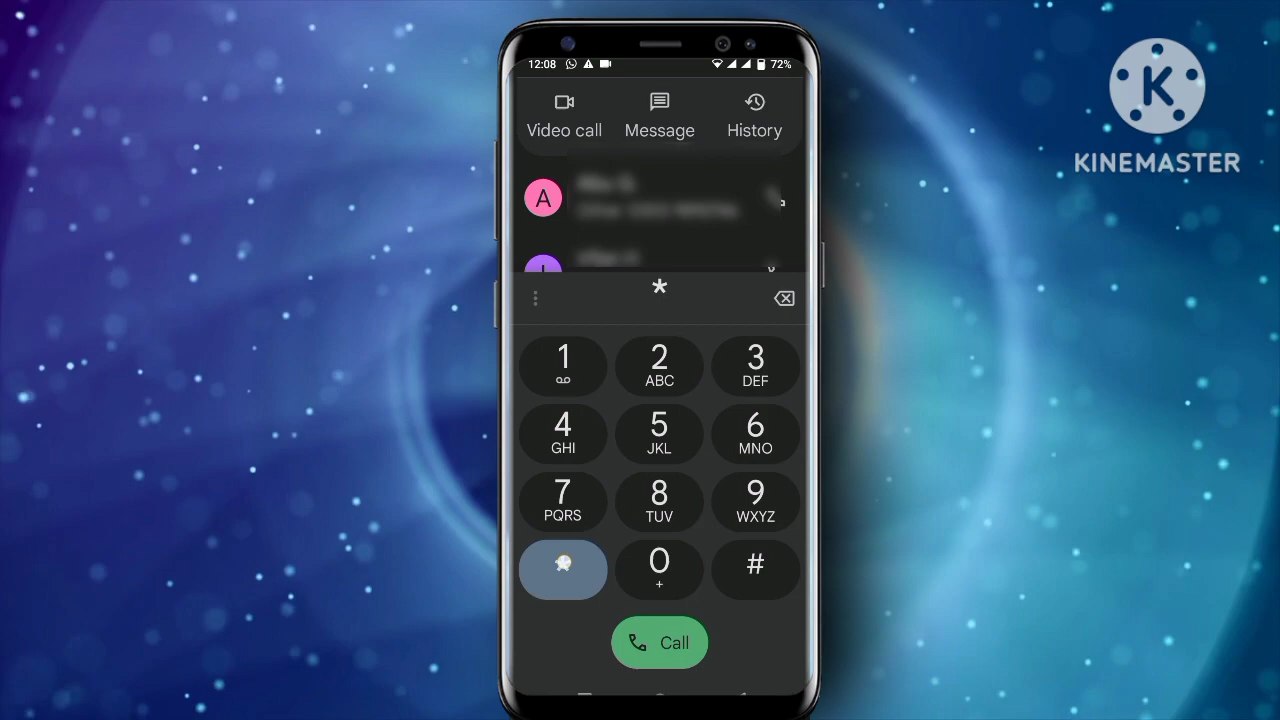 12:08 72%
Video call Message History
KINEMASTER
K
A
*
1 2 3
ABC DEF
4 5 6
GHI JKL MNO
7 8 9
PQRS TUV WXYZ
0 #
+
Call